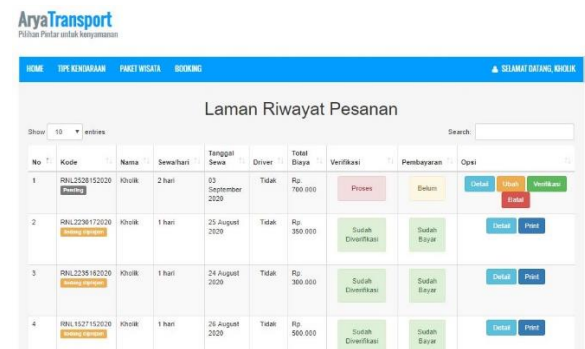 AryaTransport
Pilihan Pintar untuk kenyamanan
HOME TIPE KENDARAAN PAKET WISATA BOOKING SELAMAT DATANG, KHOLIK
Laman Riwayat Pesanan
Show 10 entries Search:
No Kode Nama Sewa/hari Tanggal Sewa Driver Total Biaya Verifikasi Pembayaran Opsi
1 RNL2528152020 Kholik 2 hari 03 September 2020 Tidak Rp. 700.000 Proses Belum Detail Ubah Verifikasi
Pending Batal
2 RNL2230172020 Kholik 1 hari 25 August 2020 Tidak Rp. 350.000 Sudah Diverifikasi Sudah Bayar Detail Print
3 RNL2235162020 Kholik 1 hari 24 August 2020 Tidak Rp. 300.000 Sudah Diverifikasi Sudah Bayar Detail Print
4 RNL1527152020 Kholik 1 hari 26 August 2020 Tidak Rp. 500.000 Sudah Diverifikasi Sudah Bayar Detail Print